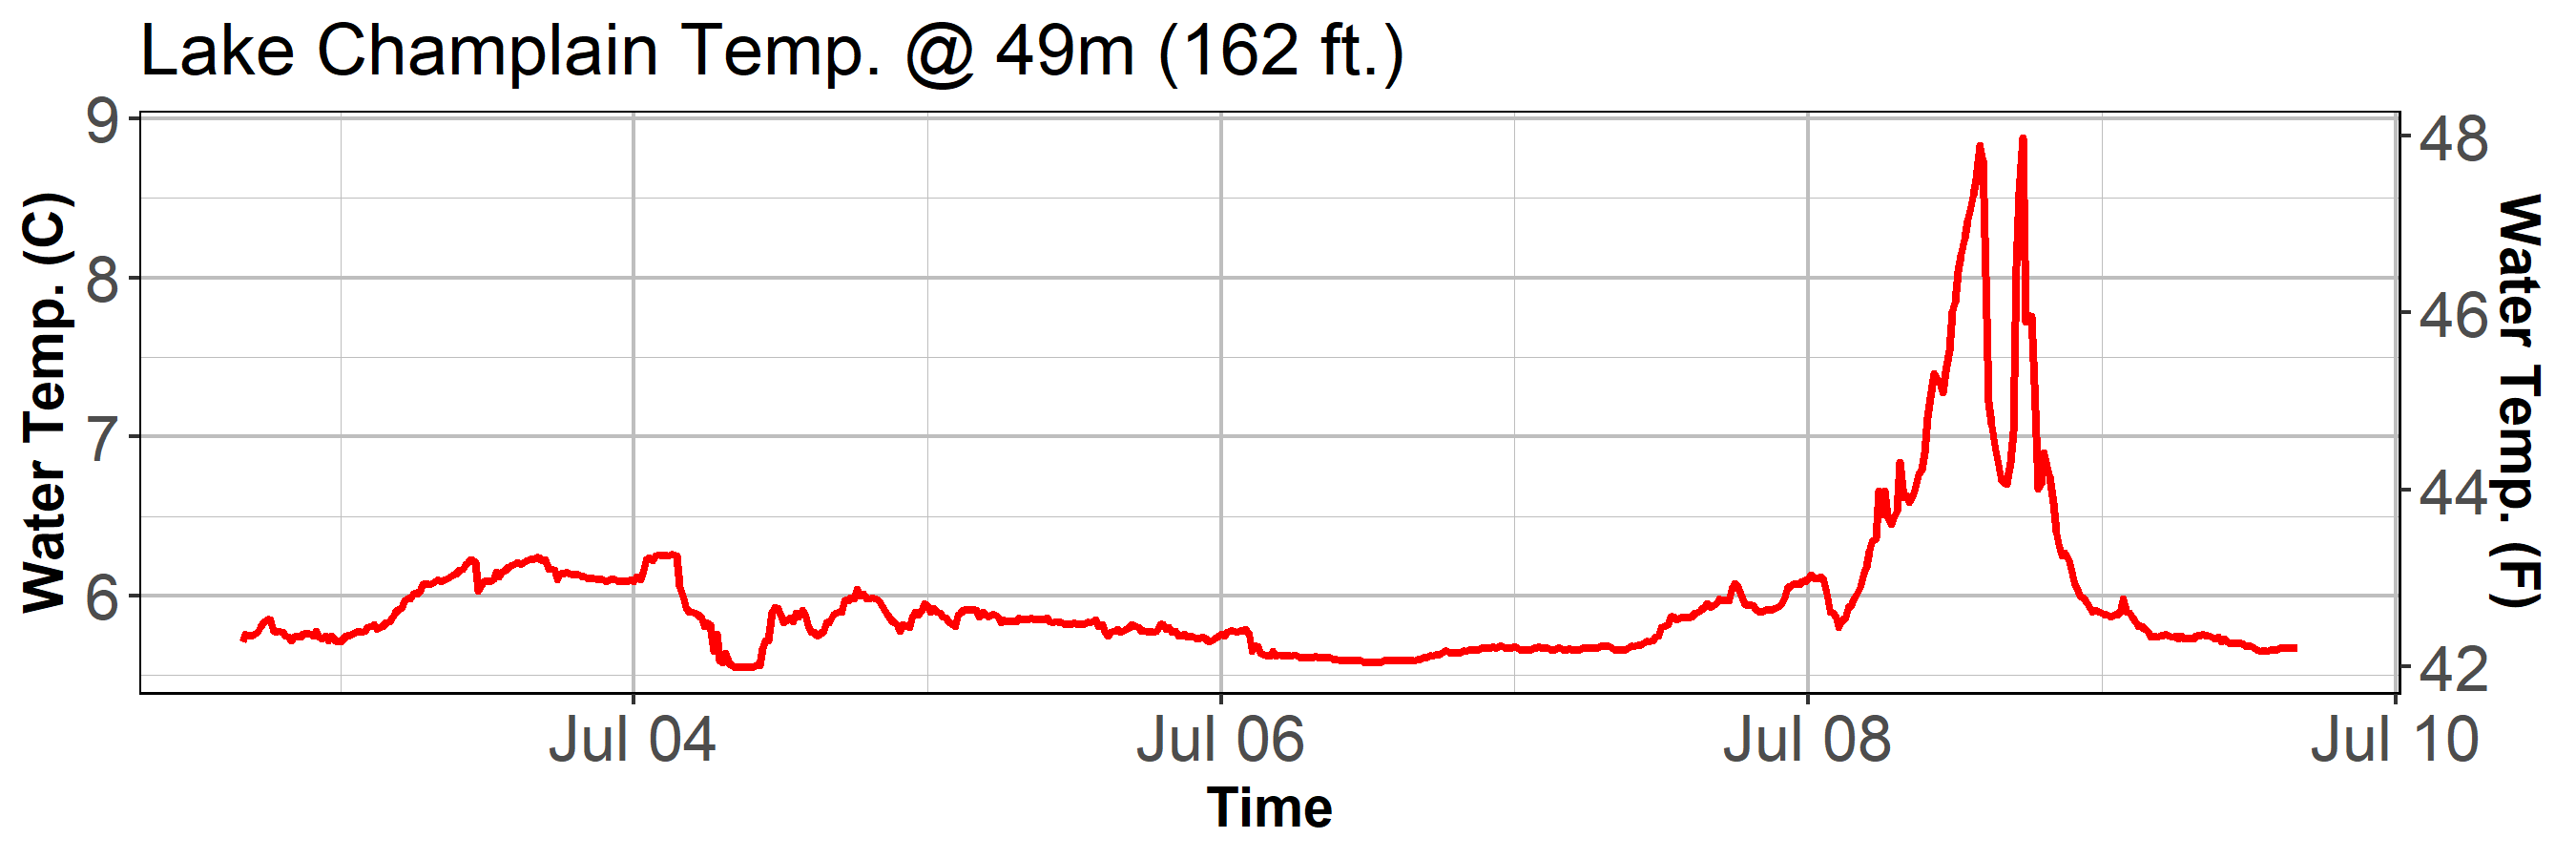 Lake Champlain Temp. @ 49m (162 ft.)
Water Temp. (C)
9
8
7
6
48
46
44
42
Water Temp. (F)
Jul 04 Jul 06 Jul 08 Jul 10
Time